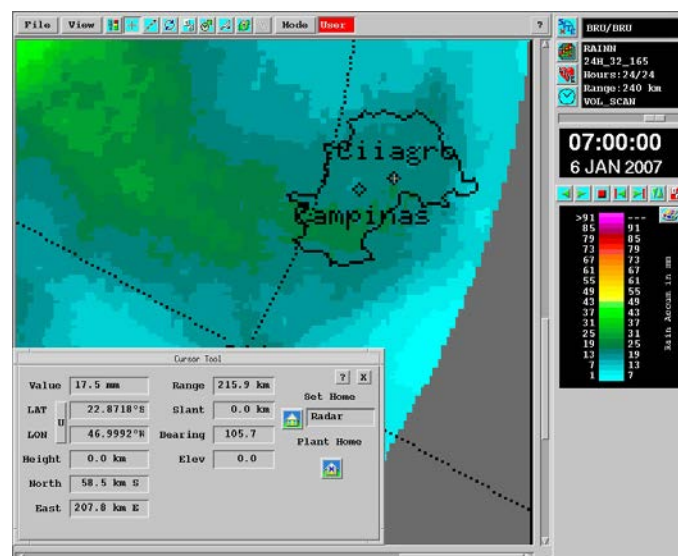 File View Mode User ?
BRU/BRU
RAINN
24H_32_165
Hours:24/24
Range:240 km
VOL_SCAN
07:00:00
6 JAN 2007
Ciiagro
Campinas
>91 ---
85 91
79 85
73 79
67 73
61 67
55 61
49 55
43 49
37 43
31 37
25 31
19 25
13 19
7 13
1 7
Rain Accum in mm
Cursor Tool
? X
Value 17.5 mm Range 215.9 km
Set Home
LAT 22.8718°S Slant 0.0 km
Radar
U
LON 46.9992°W Bearing 105.7
Plant Home
Height 0.0 km Elev 0.0
North 58.5 km S
East 207.8 km E